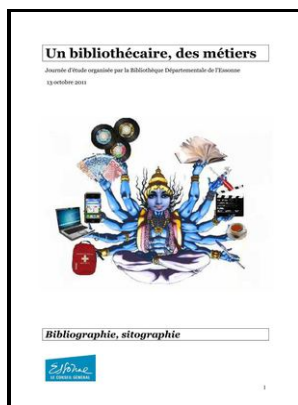 Un bibliothécaire, des métiers
Journée d'étude organisée par la Bibliothèque Départementale de l'Essonne
13 octobre 2011
Bibliographie, sitographie
Essonne
LE CONSEIL GÉNÉRAL
1